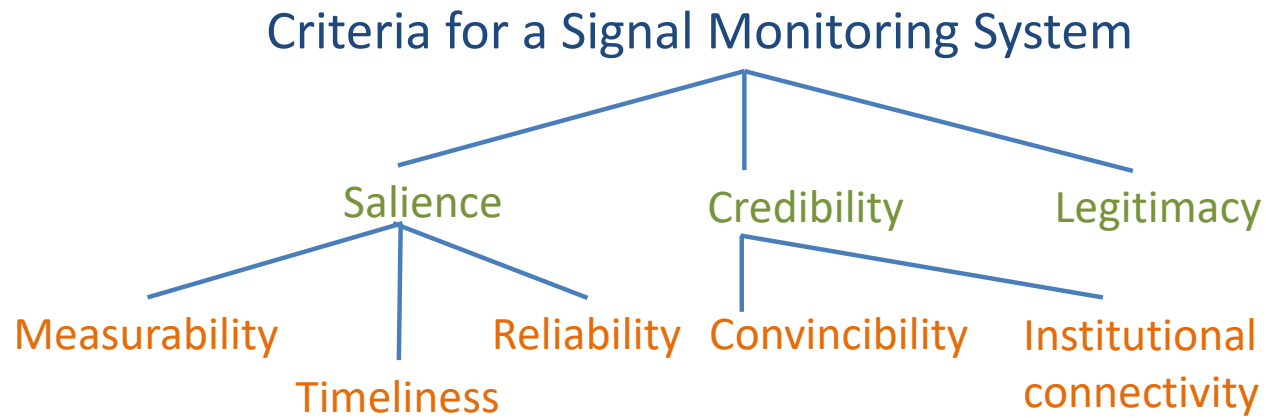 Criteria for a Signal Monitoring System
Salience
Credibility
Legitimacy
Measurability
Timeliness
Reliability
Convincibility
Institutional
connectivity